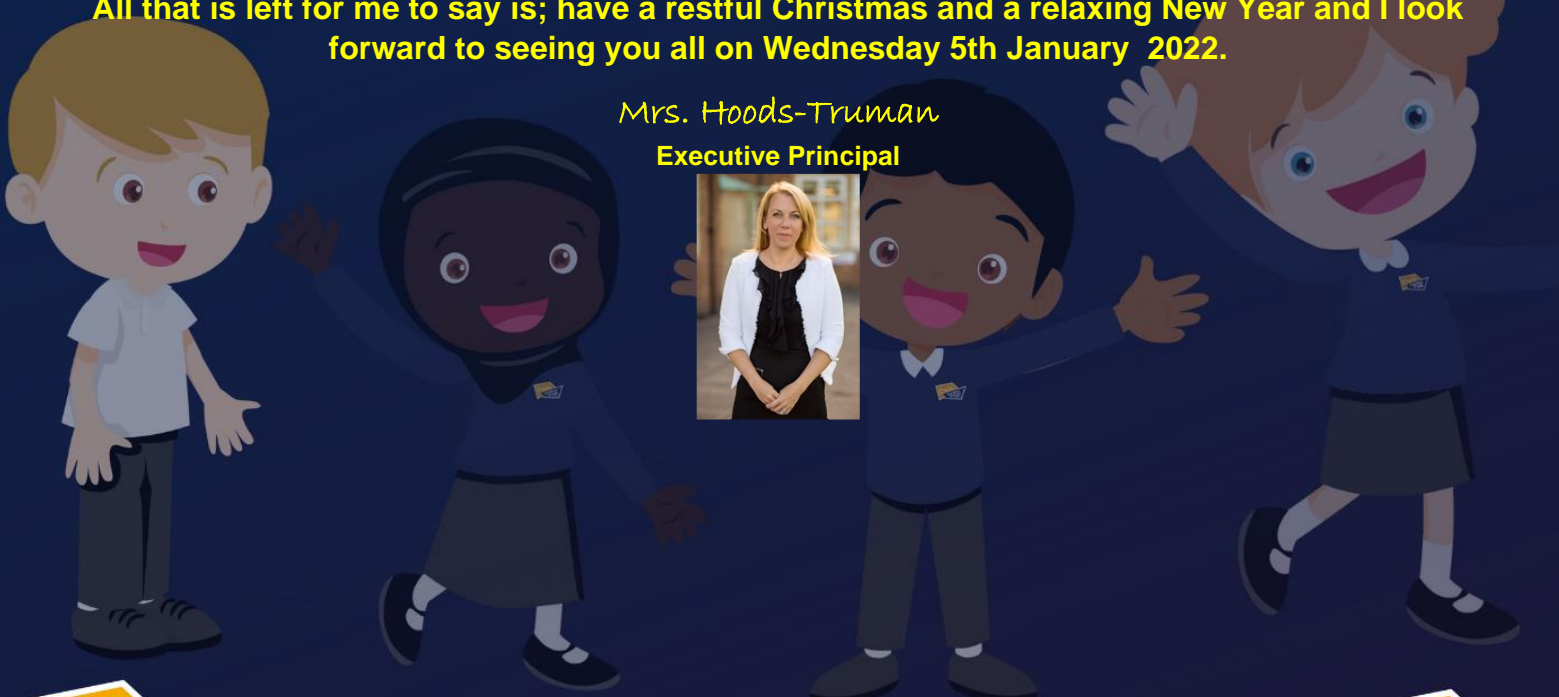 All that is left for me to say is; have a restful Christmas and a relaxing New Year and I look
forward to seeing you all on Wednesday 5th January  2022.
Mrs. Hoods-Truman
Executive Principal